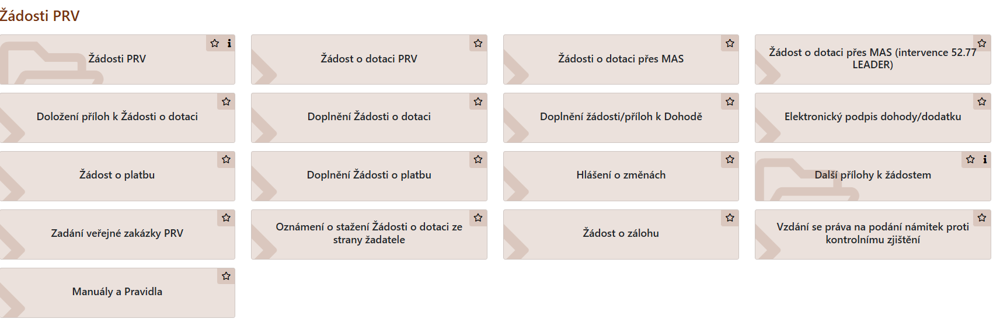 Žádosti PRV
Žádosti PRV
Žádost o dotaci PRV
Žádosti o dotaci přes MAS
Žádost o dotaci přes MAS (intervence 52.77
LEADER)
Doložení příloh k Žádosti o dotaci
Doplnění Žádosti o dotaci
Doplnění žádosti/příloh k Dohodě
Elektronický podpis dohody/dodatku
Žádost o platbu
Doplnění Žádosti o platbu
Hlášení o změnách
Další přílohy k žádostem
Zadání veřejné zakázky PRV
Oznámení o stažení Žádosti o dotaci ze
strany žadatele
Žádost o zálohu
Vzdání se práva na podání námitek proti
kontrolnímu zjištění
Manuály a Pravidla